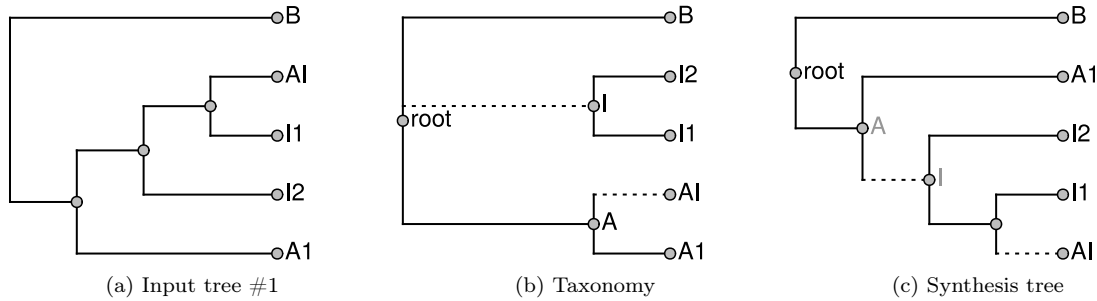 B
AI
I1
I2
A1
(a) Input tree #1
B
I2
I
root
I1
AI
A
A1
(b) Taxonomy
B
root
A1
A
I2
I
I1
AI
(c) Synthesis tree